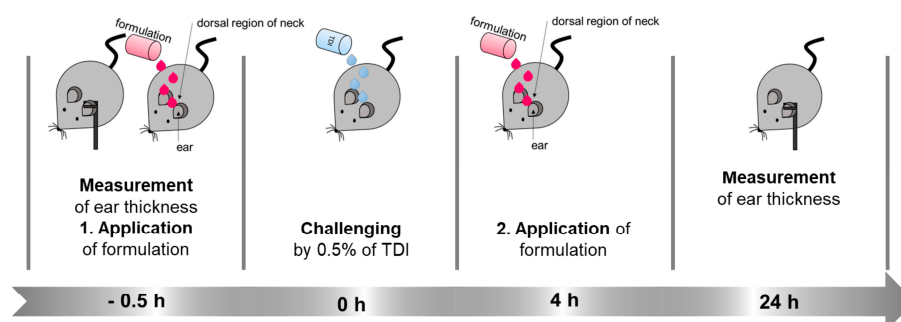 formulation
dorsal region of neck
ear
Measurement
of ear thickness
1. Application
of formulation
TDI
Challenging
by 0.5% of TDI
formulation
dorsal region of neck
ear
2. Application of
formulation
Measurement
of ear thickness
- 0.5 h
0 h
4 h
24 h